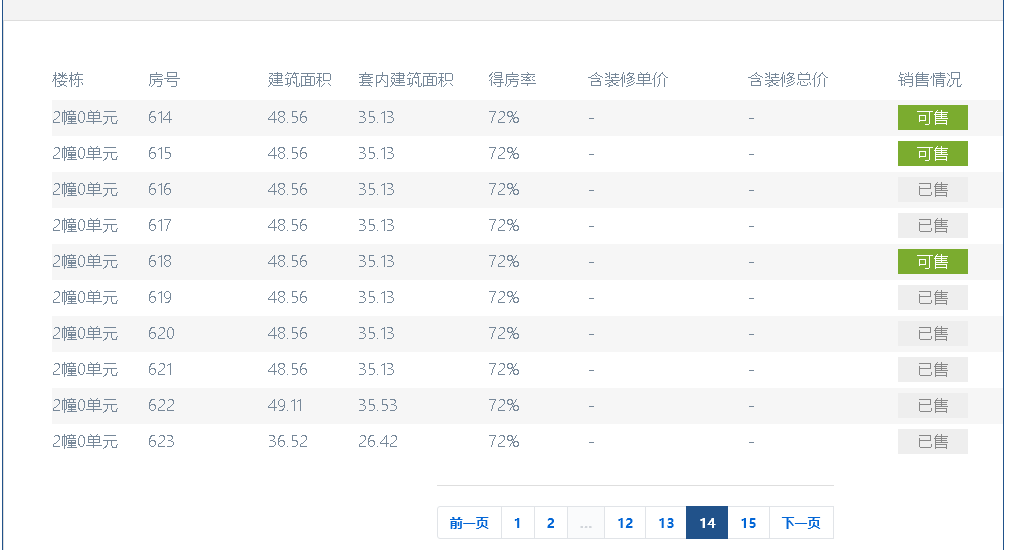 楼栋 房号 建筑面积 套内建筑面积 得房率 含装修单价 含装修总价 销售情况
2幢0单元 614 48.56 35.13 72% - - 可售
2幢0单元 615 48.56 35.13 72% - - 可售
2幢0单元 616 48.56 35.13 72% - - 已售
2幢0单元 617 48.56 35.13 72% - - 已售
2幢0单元 618 48.56 35.13 72% - - 可售
2幢0单元 619 48.56 35.13 72% - - 已售
2幢0单元 620 48.56 35.13 72% - - 已售
2幢0单元 621 48.56 35.13 72% - - 已售
2幢0单元 622 49.11 35.53 72% - - 已售
2幢0单元 623 36.52 26.42 72% - - 已售
前一页 1 2 ... 12 13 14 15 下一页